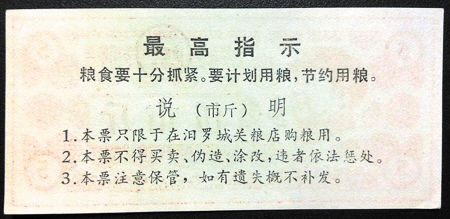 最高指示
粮食要十分抓紧。要计划用粮，节约用粮。
说（市斤）明
1.本票只限于在汨罗城关粮店购粮用。
2.本票不得买卖、伪造、涂改，违者依法惩处。
3.本票注意保管，如有遗失概不补发。